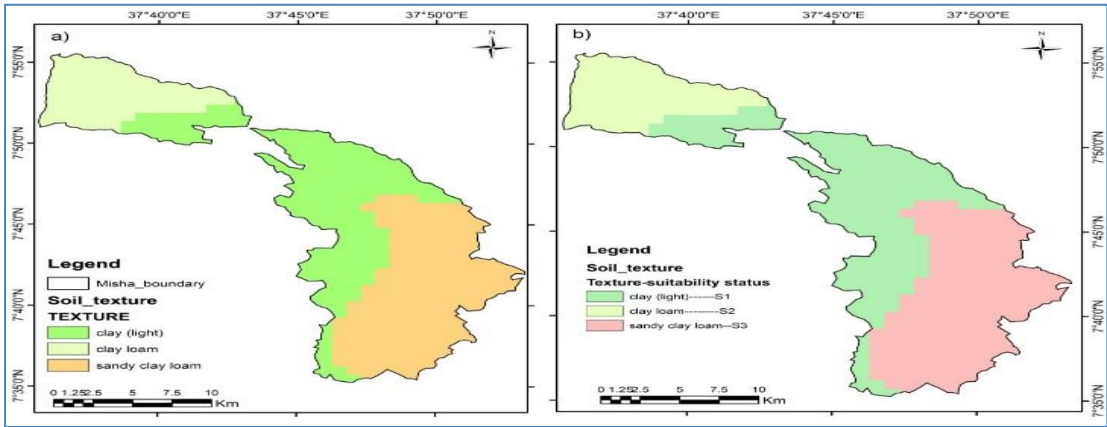 37°40'0"E 37°45'0"E 37°50'0"E
a)
N
7°55'0"N
7°50'0"N
7°45'0"N
7°40'0"N
7°35'0"N
Legend
Misha_boundary
Soil_texture
TEXTURE
clay (light)
clay loam
sandy clay loam
0 1.25 2.5 5 7.5 10
Km
37°40'0"E 37°45'0"E 37°50'0"E
b)
N
7°55'0"N
7°50'0"N
7°45'0"N
7°40'0"N
7°35'0"N
Legend
Soil_texture
Texture-suitability status
clay (light)------S1
clay loam---------S2
sandy clay loam--S3
0 1.25 2.5 5 7.5 10
Km